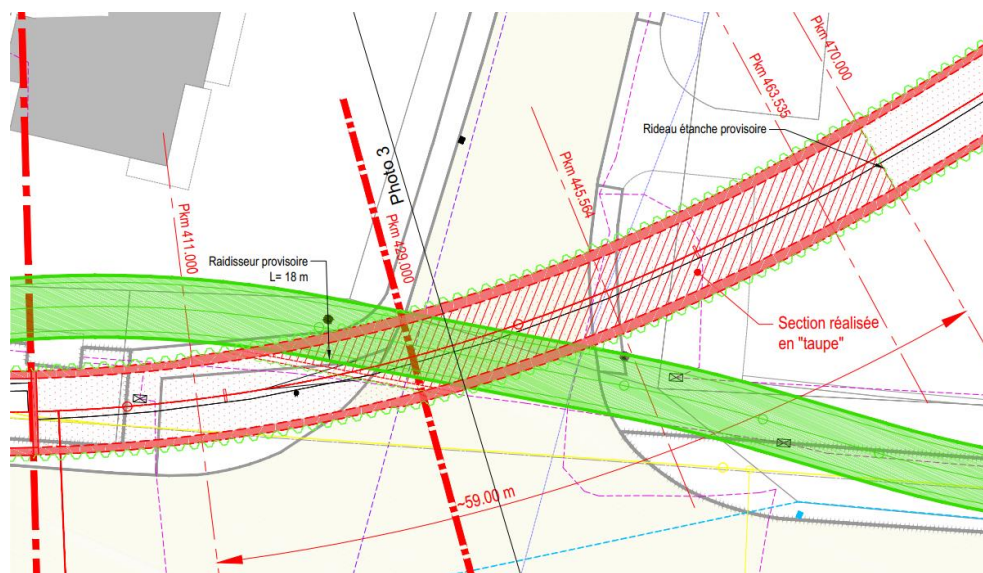 Pkm 470.000
Pkm 463.535
Rideau étanche provisoire
Photo 3
Pkm 411.000
Pkm 429.000
Pkm 445.564
Raidisseur provisoire
L= 18 m
Section réalisée
en "taupe"
~59.00 m